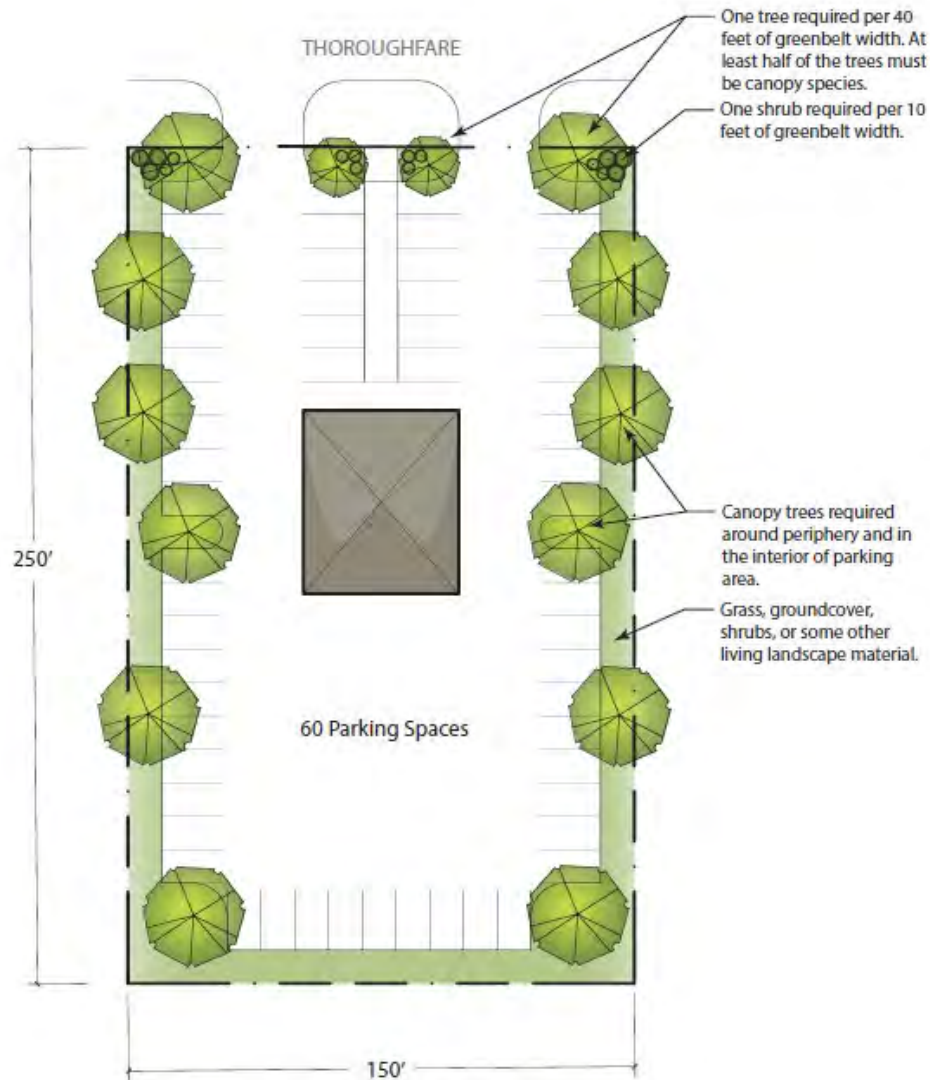 THOROUGHFARE
One tree required per 40
feet of greenbelt width. At
least half of the trees must
be canopy species.
One shrub required per 10
feet of greenbelt width.
250'
Canopy trees required
around periphery and in
the interior of parking
area.
Grass, groundcover,
shrubs, or some other
living landscape material.
60 Parking Spaces
150'